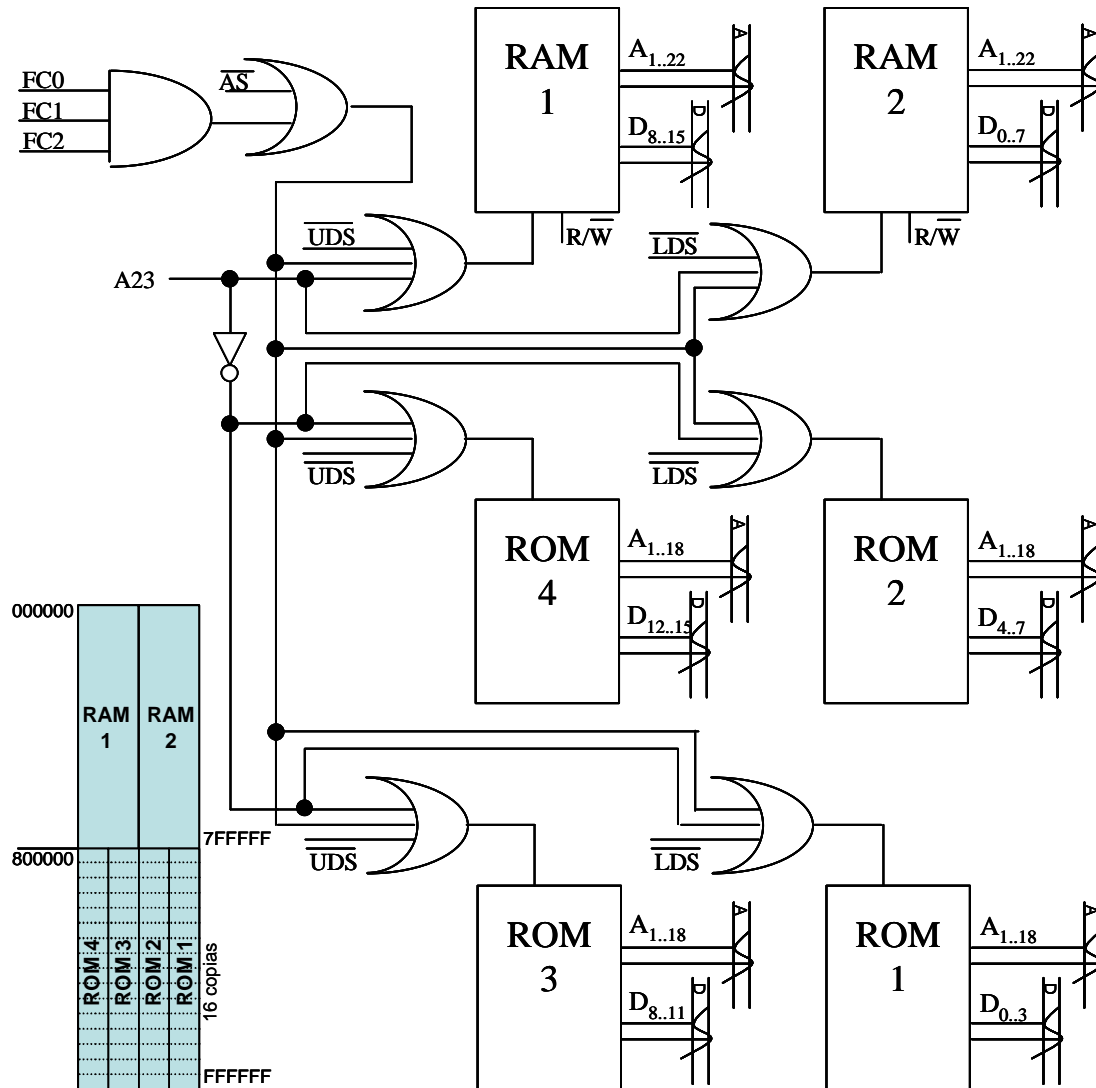 FC0
FC1
FC2
AS
RAM
1
A1..22
A
D8..15
D
R/W
RAM
2
A1..22
A
D0..7
D
R/W
UDS
LDS
A23
UDS
LDS
ROM
4
A1..18
A
D12..15
D
ROM
2
A1..18
A
D4..7
D
000000
RAM
1
RAM
2
7FFFFF
800000
ROM 4
ROM 3
ROM 2
ROM 1
16 copias
FFFFFF
UDS
LDS
ROM
3
A1..18
A
D8..11
D
ROM
1
A1..18
A
D0..3
D